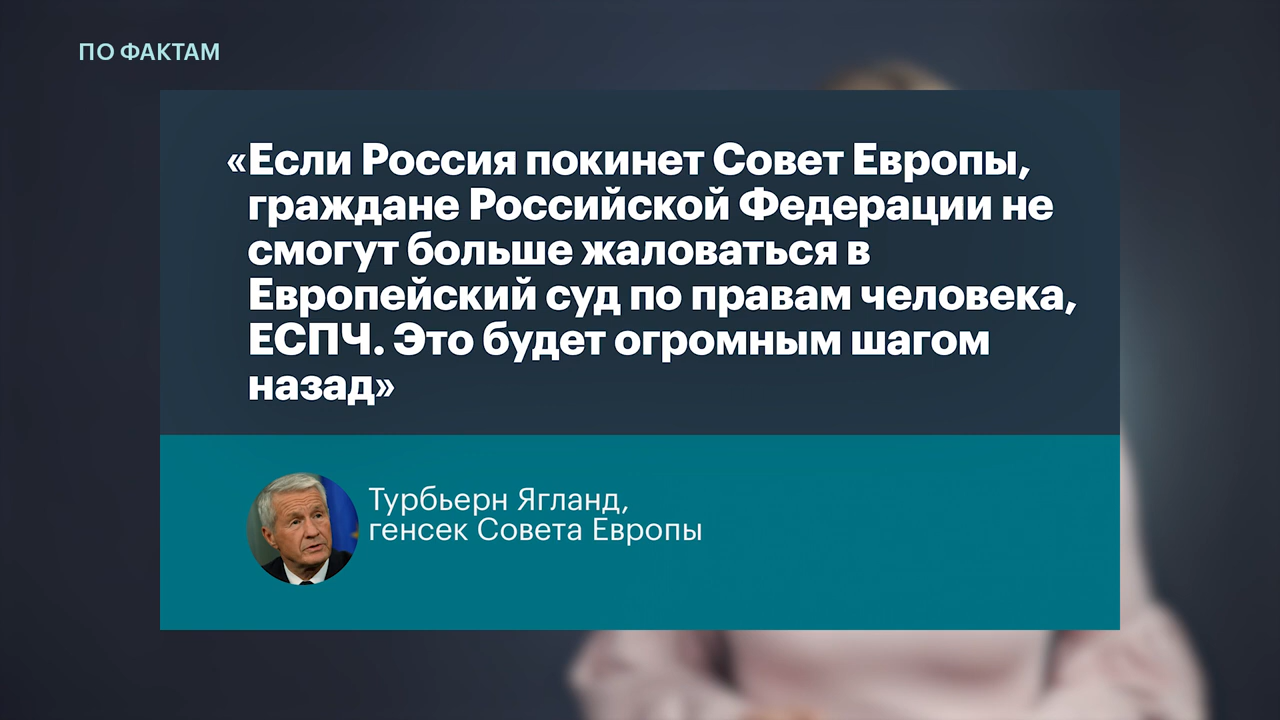 ПО ФАКТАМ
«Если Россия покинет Совет Европы,
граждане Российской Федерации не
смогут больше жаловаться в
Европейский суд по правам человека,
ЕСПЧ. Это будет огромным шагом
назад»
Турбьерн Ягланд,
генсек Совета Европы